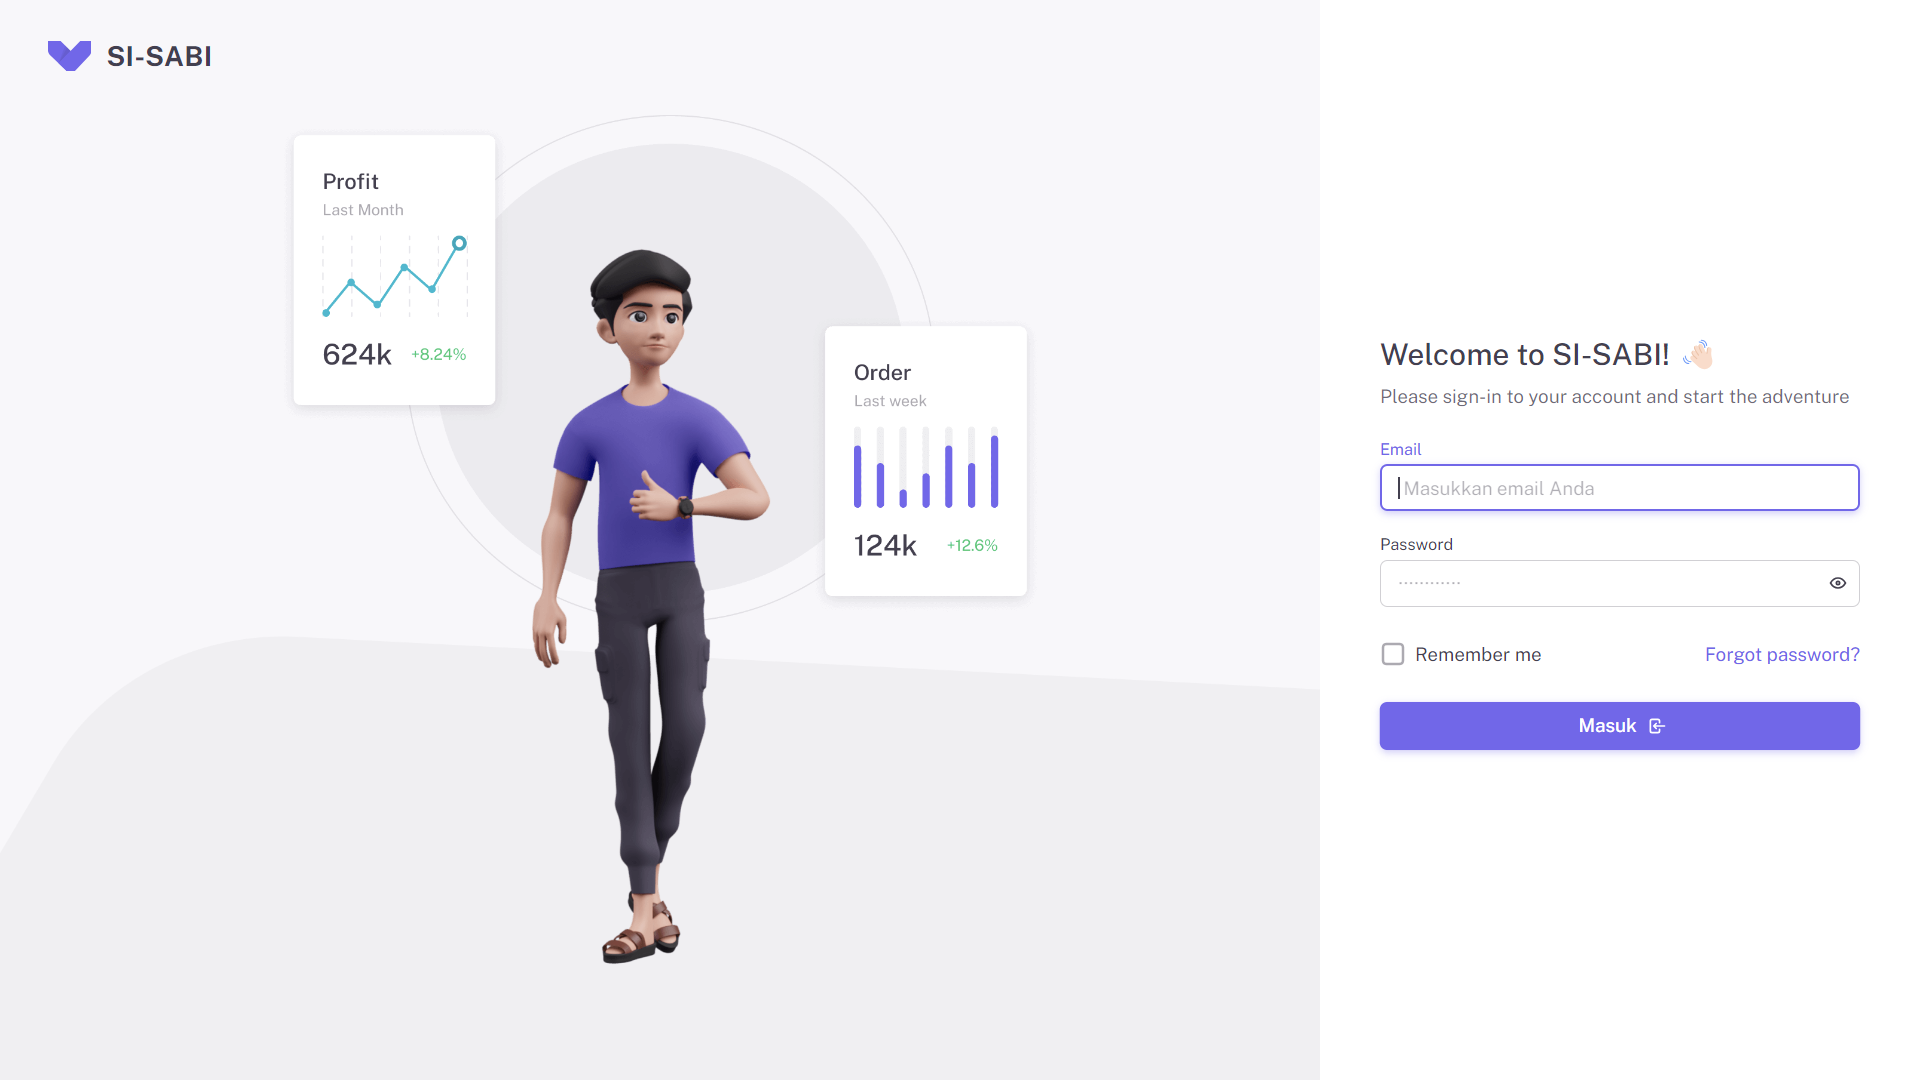 SI-SABI
Profit
Last Month
624k +8.24%
Order
Last week
124k +12.6%
Welcome to SI-SABI! 👋🏻
Please sign-in to your account and start the adventure
Email
Masukkan email Anda
Password
············
Remember me
Forgot password?
Masuk